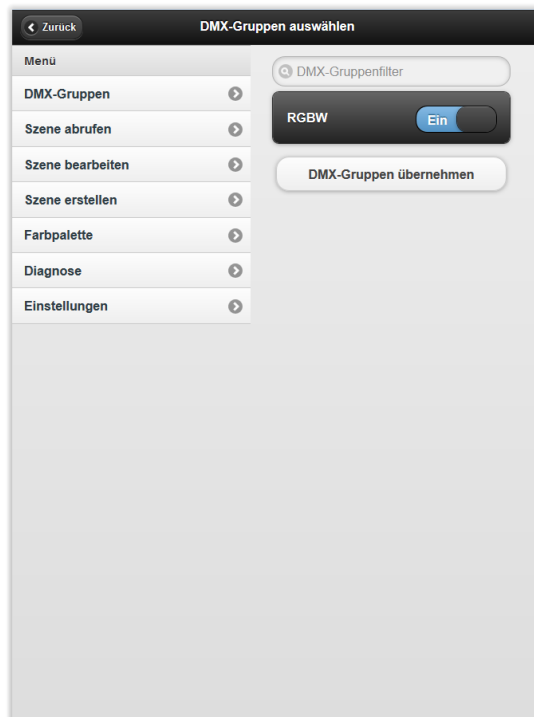 Zurück
DMX-Gruppen auswählen
Menü
DMX-Gruppen
Szene abrufen
Szene bearbeiten
Szene erstellen
Farbpalette
Diagnose
Einstellungen
DMX-Gruppenfilter
RGBW
Ein
DMX-Gruppen übernehmen